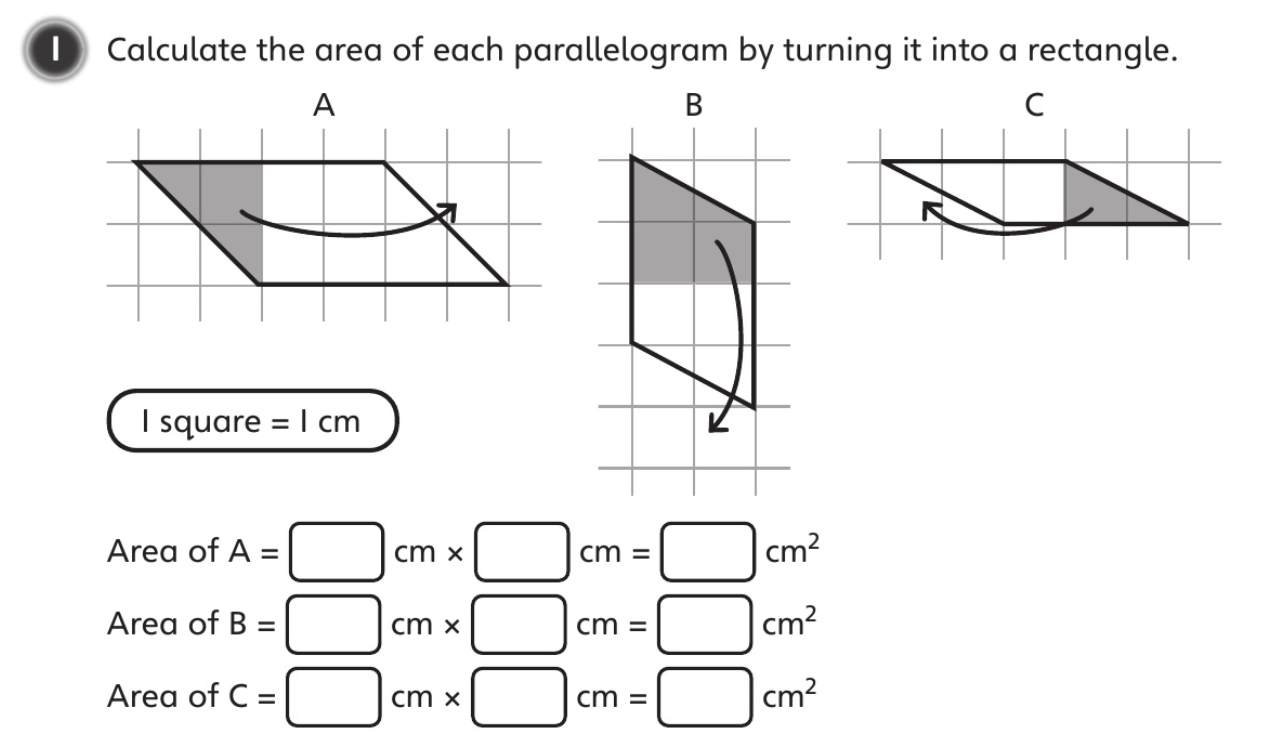 1 Calculate the area of each parallelogram by turning it into a rectangle.
A B C
1 square = 1 cm
Area of A = cm × cm = cm²
Area of B = cm × cm = cm²
Area of C = cm × cm = cm²